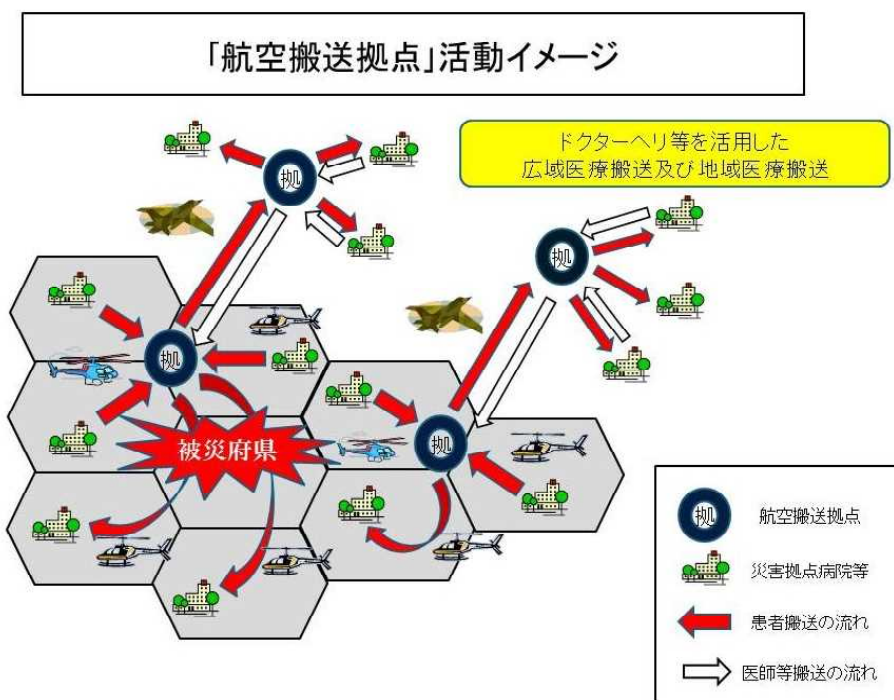 「航空搬送拠点」活動イメージ
ドクターヘリ等を活用した
広域医療搬送及び地域医療搬送
拠
拠
拠
拠
被災府県
拠 航空搬送拠点
災害拠点病院等
患者搬送の流れ
医師等搬送の流れ